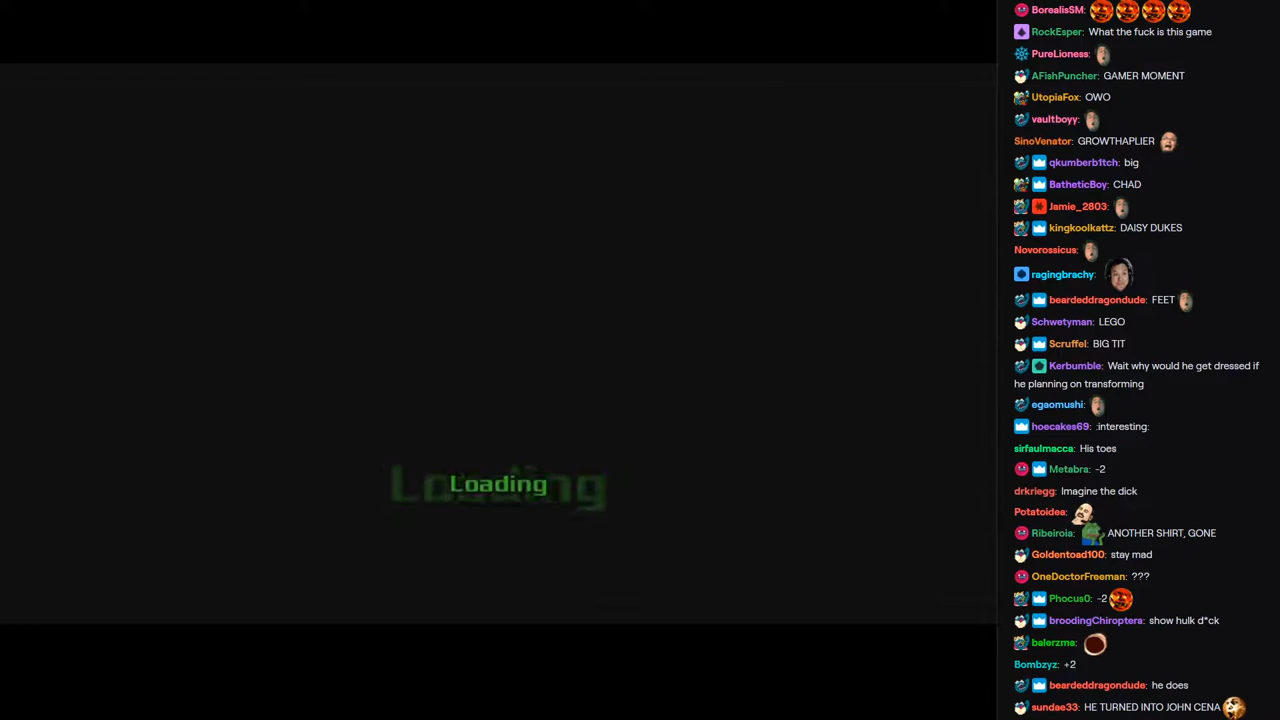 BorealisSM:
RockEsper: What the fuck is this game
PureLioness:
AFishPuncher: GAMER MOMENT
UtopiaFox: OWO
vaultboyy:
SinoVenator: GROWTHAPLIER
qkumberb1tch: big
BatheticBoy: CHAD
Jamie_2803:
kingkoolkattz: DAISY DUKES
Novorossicus:
ragingbrachy:
beardeddragondude: FEET
Schwetyman: LEGO
Scruffel: BIG TIT
Kerbumble: Wait why would he get dressed if
he planning on transforming
egaomushi:
hoecakes69: :interesting:
sirfaulmacca: His toes
Metabra: -2
drkriegg: Imagine the dick
Potatoidea:
Ribeiroia: ANOTHER SHIRT, GONE
Goldentoad100: stay mad
OneDoctorFreeman: ???
Phocus0: -2
broodingChiroptera: show hulk d*ck
balerzma:
Bombzyz: +2
beardeddragondude: he does
sundae33: HE TURNED INTO JOHN CENA
Loading
Loading